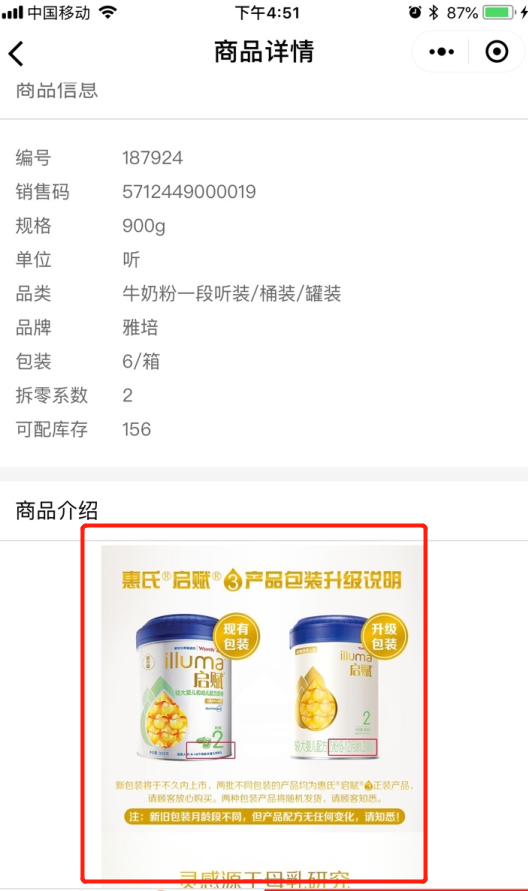 中国移动
下午4:51
87%
商品详情
商品信息
编号 187924
销售码 5712449000019
规格 900g
单位 听
品类 牛奶粉一段听装/桶装/罐装
品牌 雅培
包装 6/箱
拆零系数 2
可配库存 156
商品介绍
惠氏®启赋®3产品包装升级说明
现有包装
升级包装
Wyeth
illuma
启赋
2
illuma
启赋
2
较大婴儿配方
新包装将于不久内上市，两批不同包装的产品均为惠氏®启赋®3正装产品，
请顾客放心购买。两种包装产品将随机发货，请顾客知悉。
注：新旧包装月龄段不同，但产品配方无任何变化，请知悉！
灵感源于母乳研究